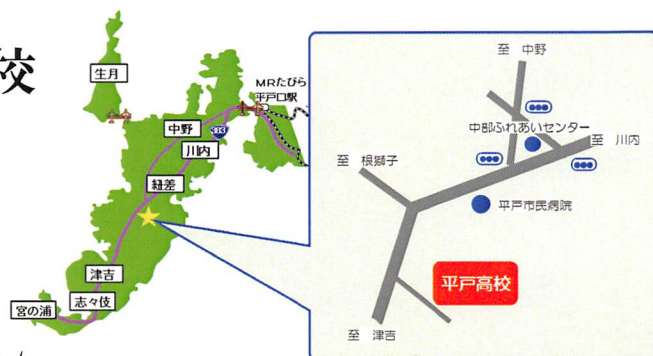 校
生月
MRたびら
平戸口駅
中野
川内
383
紐差
津吉
志々伎
宮の浦
至 中野
中部ふれあいセンター
至 川内
至 根獅子
平戸市民病院
平戸高校
至 津吉